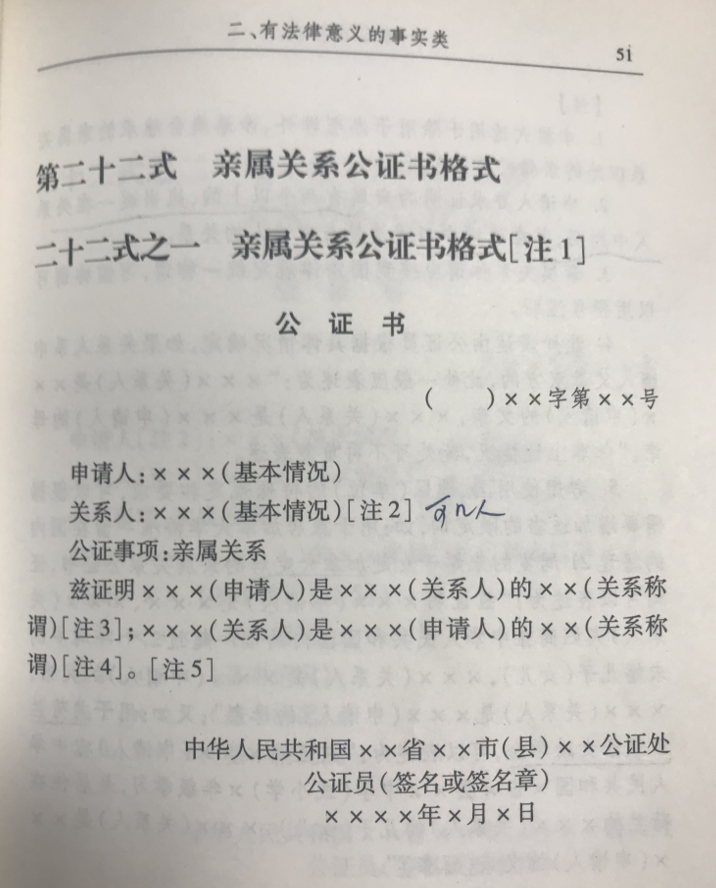 二、有法律意义的事实类
51
第二十二式 亲属关系公证书格式
二十二式之一 亲属关系公证书格式[注1]
公 证 书
( )××字第××号
申请人:×××(基本情况)
关系人:×××(基本情况)[注2] 可几人
公证事项:亲属关系
兹证明×××(申请人)是×××(关系人)的××(关系称
谓)[注3];×××(关系人)是×××(申请人)的××(关系称
谓)[注4]。[注5]
中华人民共和国××省××市(县)××公证处
公证员(签名或签名章)
××××年×月×日